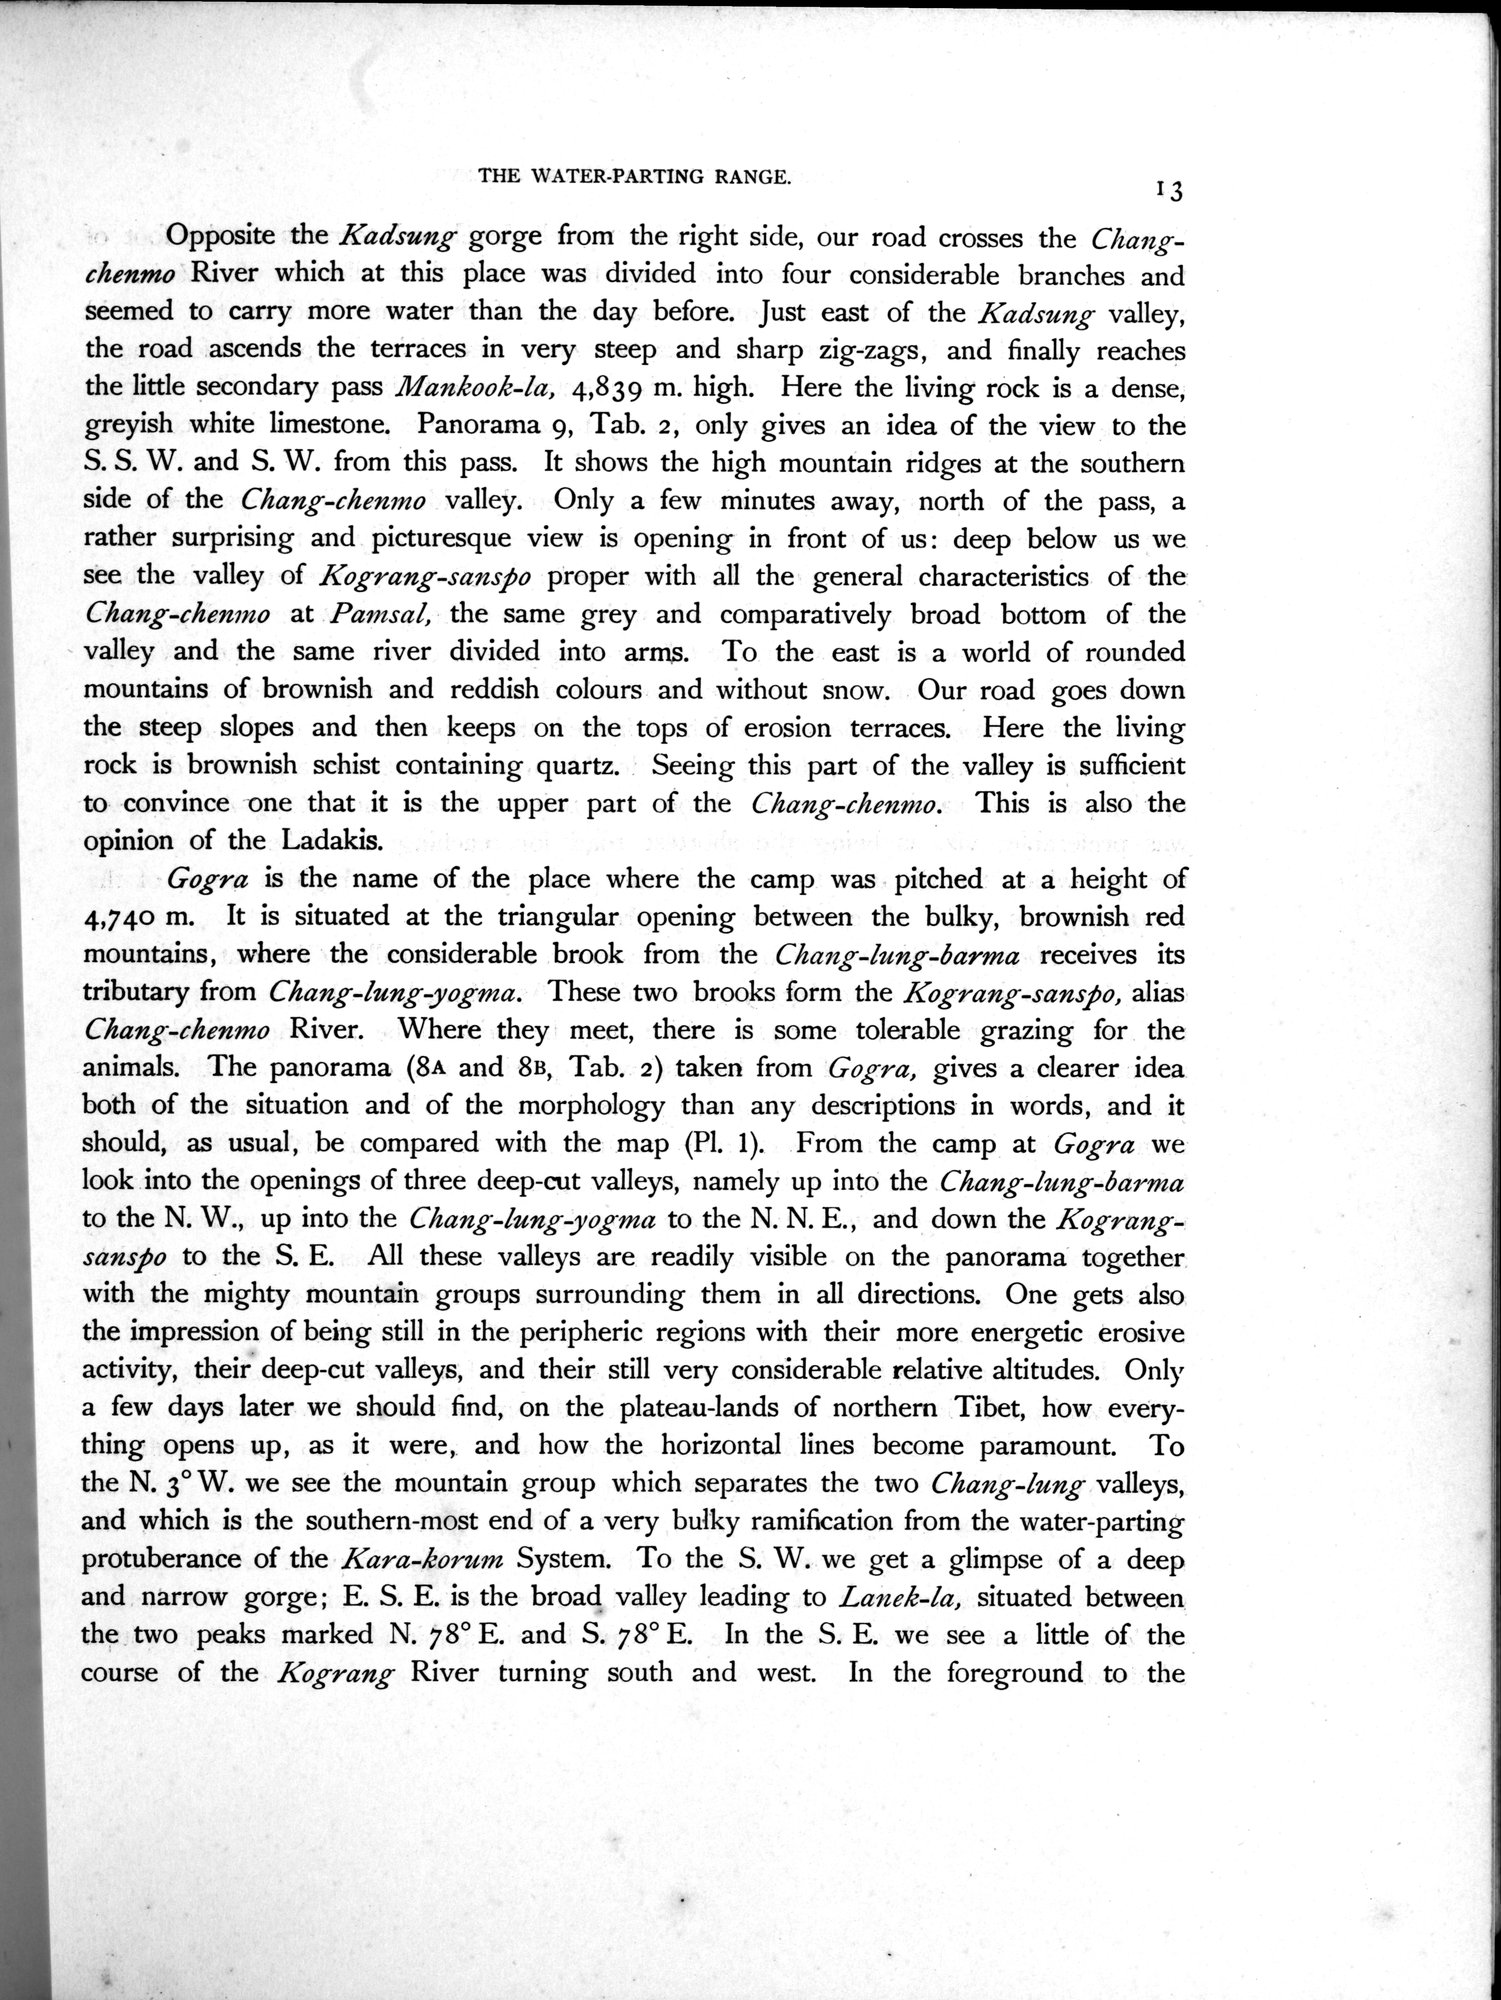 THE WATER-PARTING RANGE.
13
Opposite the Kadsung gorge from the right side, our road crosses the Chang-
chenmo River which at this place was divided into four considerable branches and
seemed to carry more water than the day before. Just east of the Kadsung valley,
the road ascends the terraces in very steep and sharp zig-zags, and finally reaches
the little secondary pass Mankook-la, 4,839 m. high. Here the living rock is a dense,
greyish white limestone. Panorama 9, Tab. 2, only gives an idea of the view to the
S. S. W. and S. W. from this pass. It shows the high mountain ridges at the southern
side of the Chang-chenmo valley. Only a few minutes away, north of the pass, a
rather surprising and picturesque view is opening in front of us: deep below us we
see the valley of Kograng-sanspo proper with all the general characteristics of the
Chang-chenmo at Pamsal, the same grey and comparatively broad bottom of the
valley and the same river divided into arms. To the east is a world of rounded
mountains of brownish and reddish colours and without snow. Our road goes down
the steep slopes and then keeps on the tops of erosion terraces. Here the living
rock is brownish schist containing quartz. Seeing this part of the valley is sufficient
to convince one that it is the upper part of the Chang-chenmo. This is also the
opinion of the Ladakis.
Gogra is the name of the place where the camp was pitched at a height of
4,740 m. It is situated at the triangular opening between the bulky, brownish red
mountains, where the considerable brook from the Chang-lung-barma receives its
tributary from Chang-lung-yogma. These two brooks form the Kograng-sanspo, alias
Chang-chenmo River. Where they meet, there is some tolerable grazing for the
animals. The panorama (8A and 8B, Tab. 2) taken from Gogra, gives a clearer idea
both of the situation and of the morphology than any descriptions in words, and it
should, as usual, be compared with the map (Pl. 1). From the camp at Gogra we
look into the openings of three deep-cut valleys, namely up into the Chang-lung-barma
to the N. W., up into the Chang-lung-yogma to the N. N. E., and down the Kograng-
sanspo to the S. E. All these valleys are readily visible on the panorama together
with the mighty mountain groups surrounding them in all directions. One gets also
the impression of being still in the peripheric regions with their more energetic erosive
activity, their deep-cut valleys, and their still very considerable relative altitudes. Only
a few days later we should find, on the plateau-lands of northern Tibet, how every-
thing opens up, as it were, and how the horizontal lines become paramount. To
the N. 3° W. we see the mountain group which separates the two Chang-lung valleys,
and which is the southern-most end of a very bulky ramification from the water-parting
protuberance of the Kara-korum System. To the S. W. we get a glimpse of a deep
and narrow gorge; E. S. E. is the broad valley leading to Lanek-la, situated between
the two peaks marked N. 78° E. and S. 78° E. In the S. E. we see a little of the
course of the Kograng River turning south and west. In the foreground to the